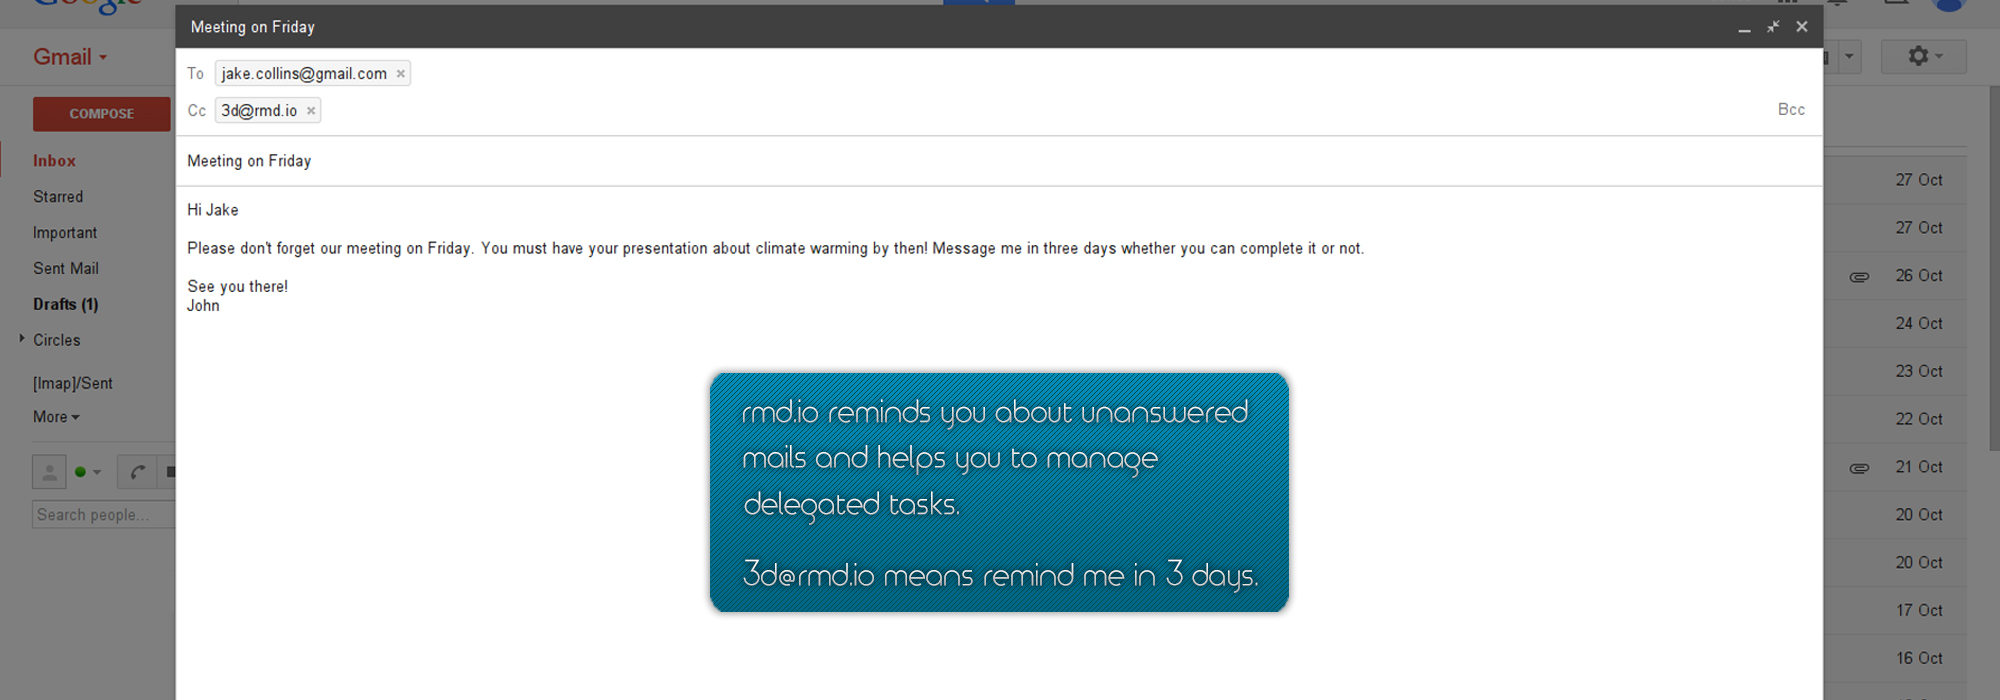 Google
Meeting on Friday
Gmail
To jake.collins@gmail.com
COMPOSE
Cc 3d@rmd.io
Bcc
Inbox
Meeting on Friday
27 Oct
Starred
Hi Jake
Important
27 Oct
Please don't forget our meeting on Friday. You must have your presentation about climate warming by then! Message me in three days whether you can complete it or not.
Sent Mail
26 Oct
See you there!
Drafts (1)
John
24 Oct
Circles
23 Oct
[Imap]/Sent
More
22 Oct
rmd.io reminds you about unanswered
mails and helps you to manage
delegated tasks.
3d@rmd.io means remind me in 3 days.
21 Oct
Search people...
20 Oct
20 Oct
17 Oct
16 Oct